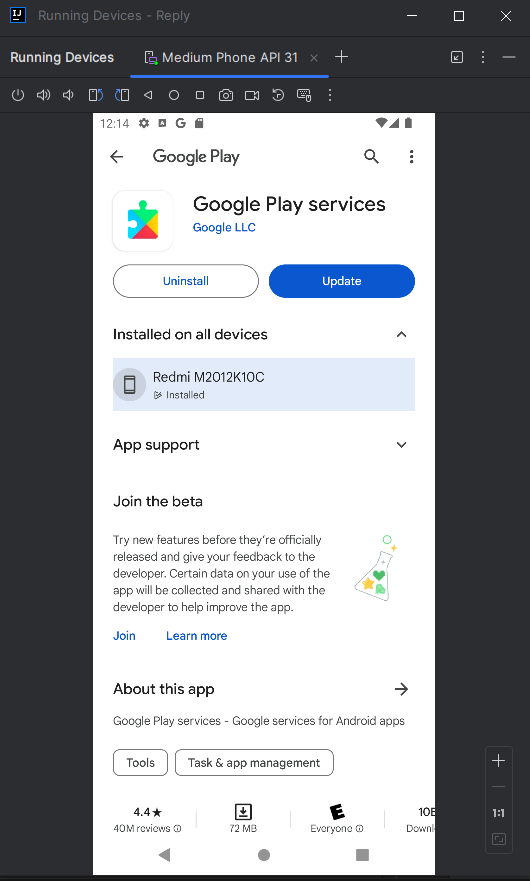 Running Devices - Reply
Running Devices
Medium Phone API 31
12:14
Google Play
Google Play services
Google LLC
Uninstall
Update
Installed on all devices
Redmi M2012K10C
Installed
App support
Join the beta
Try new features before they're officially
released and give your feedback to the
developer. Certain data on your use of the
app will be collected and shared with the
developer to help improve the app.
Join
Learn more
About this app
Google Play services - Google services for Android apps
Tools
Task & app management
4.4★
40M reviews
72 MB
Everyone
1:1